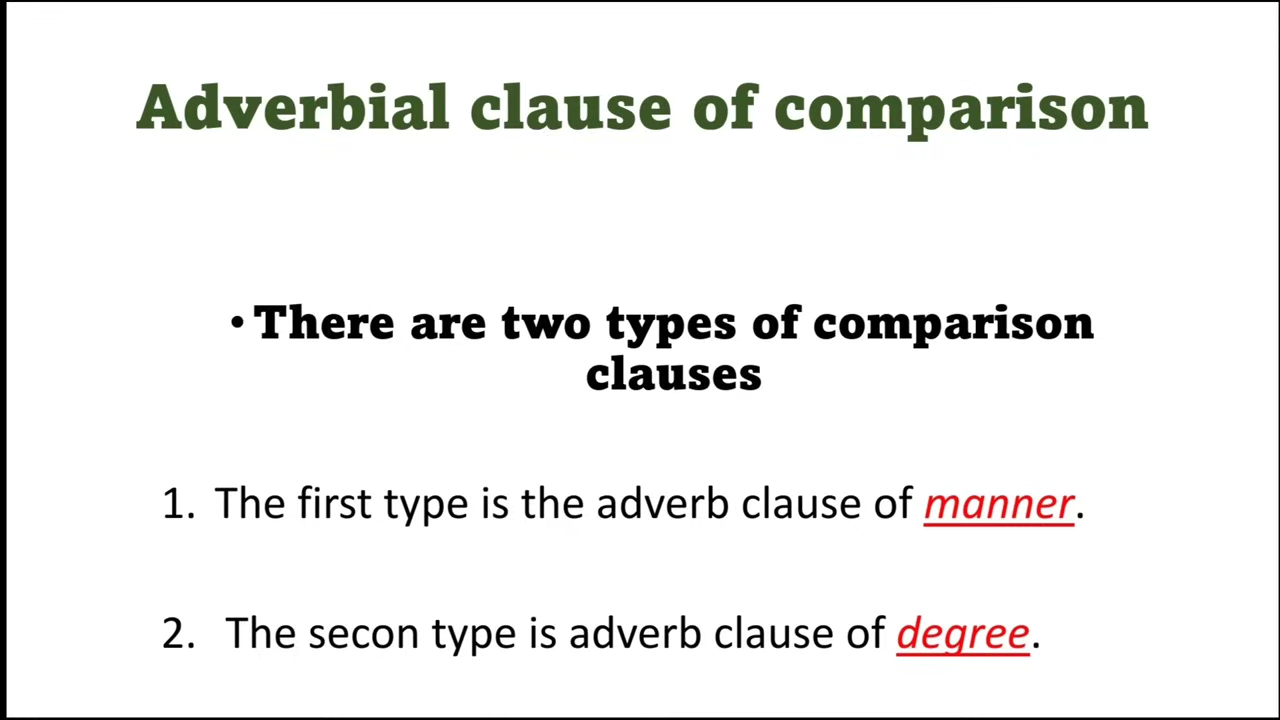 Adverbial clause of comparison
• There are two types of comparison
clauses
1. The first type is the adverb clause of manner.
2. The secon type is adverb clause of degree.